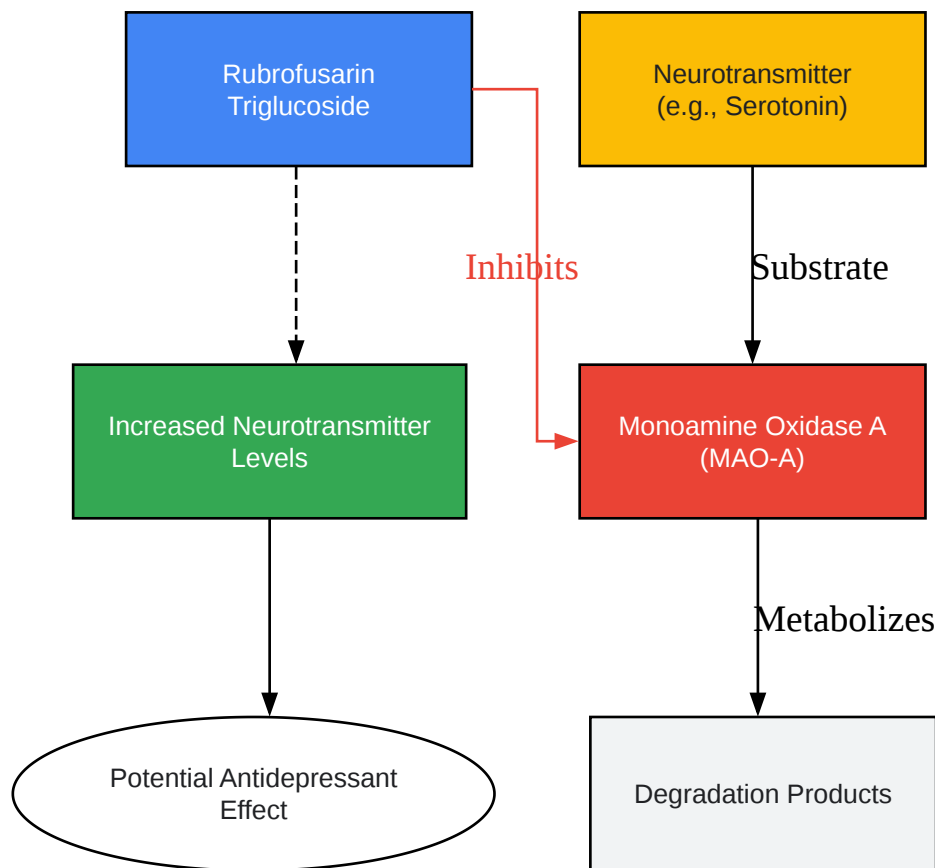 Rubrofusarin
Triglucoside
Neurotransmitter
(e.g., Serotonin)
Inhibits
Substrate
Increased Neurotransmitter
Levels
Monoamine Oxidase A
(MAO-A)
Metabolizes
Potential Antidepressant
Effect
Degradation Products